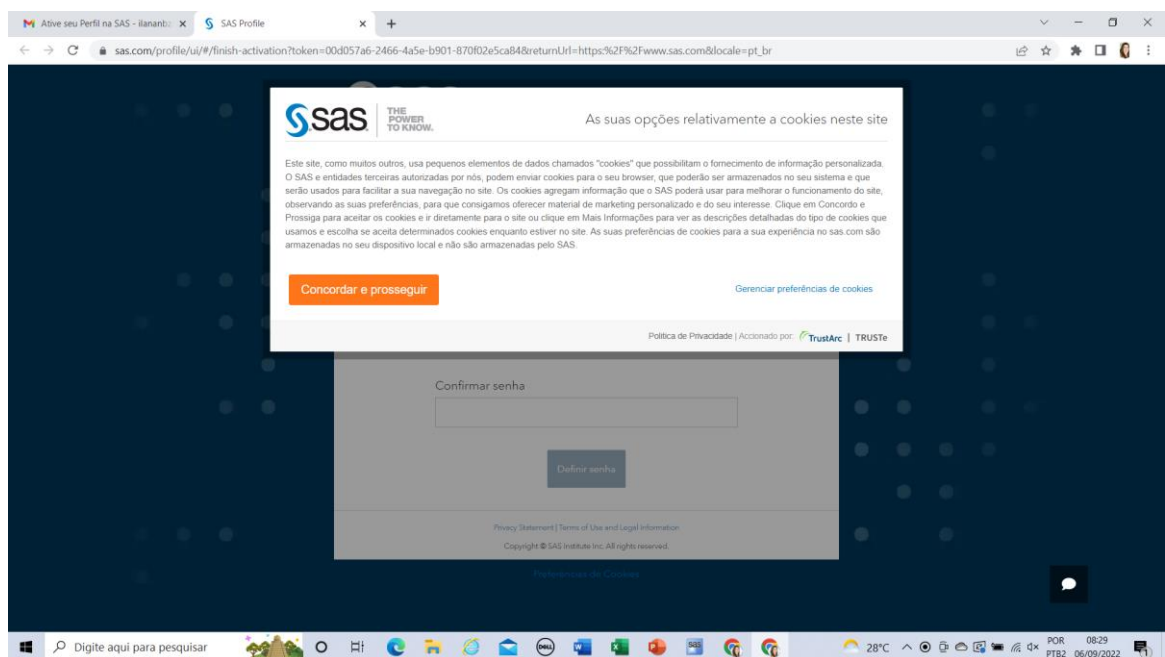 Ative seu Perfil na SAS - ilananb
SAS Profile
sas.com/profile/ui/#/finish-activation?token=00d057a6-2466-4a5e-b901-870f02e5ca84&returnUrl=https:%2F%2Fwww.sas.com&locale=pt_br
sas THE POWER TO KNOW.
As suas opções relativamente a cookies neste site
Este site, como muitos outros, usa pequenos elementos de dados chamados "cookies" que possibilitam o fornecimento de informação personalizada.
O SAS e entidades terceiras autorizadas por nós, podem enviar cookies para o seu browser, que poderão ser armazenados no seu sistema e que
serão usados para facilitar a sua navegação no site. Os cookies agregam informação que o SAS poderá usar para melhorar o funcionamento do site,
observando as suas preferências, para que consigamos oferecer material de marketing personalizado e do seu interesse. Clique em Concordo e
Prossiga para aceitar os cookies e ir diretamente para o site ou clique em Mais Informações para ver as descrições detalhadas do tipo de cookies que
usamos e escolha se aceita determinados cookies enquanto estiver no site. As suas preferências de cookies para a sua experiência no sas.com são
armazenadas no seu dispositivo local e não são armazenadas pelo SAS.
Concordar e prosseguir
Gerenciar preferências de cookies
Política de Privacidade | Accionado por: TrustArc | TRUSTe
Confirmar senha
Definir senha
Privacy Statement | Terms of Use and Legal Information
Copyright © SAS Institute Inc. All rights reserved.
Preferências de Cookies
Digite aqui para pesquisar
DELL
SAS
28°C
POR
08:29
PTB2
06/09/2022